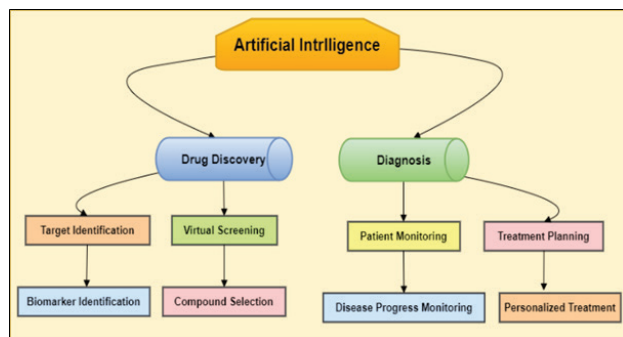 Artificial Intrlligence
Drug Discovery
Diagnosis
Target Identification
Virtual Screening
Patient Monitoring
Treatment Planning
Biomarker Identification
Compound Selection
Disease Progress Monitoring
Personalized Treatment